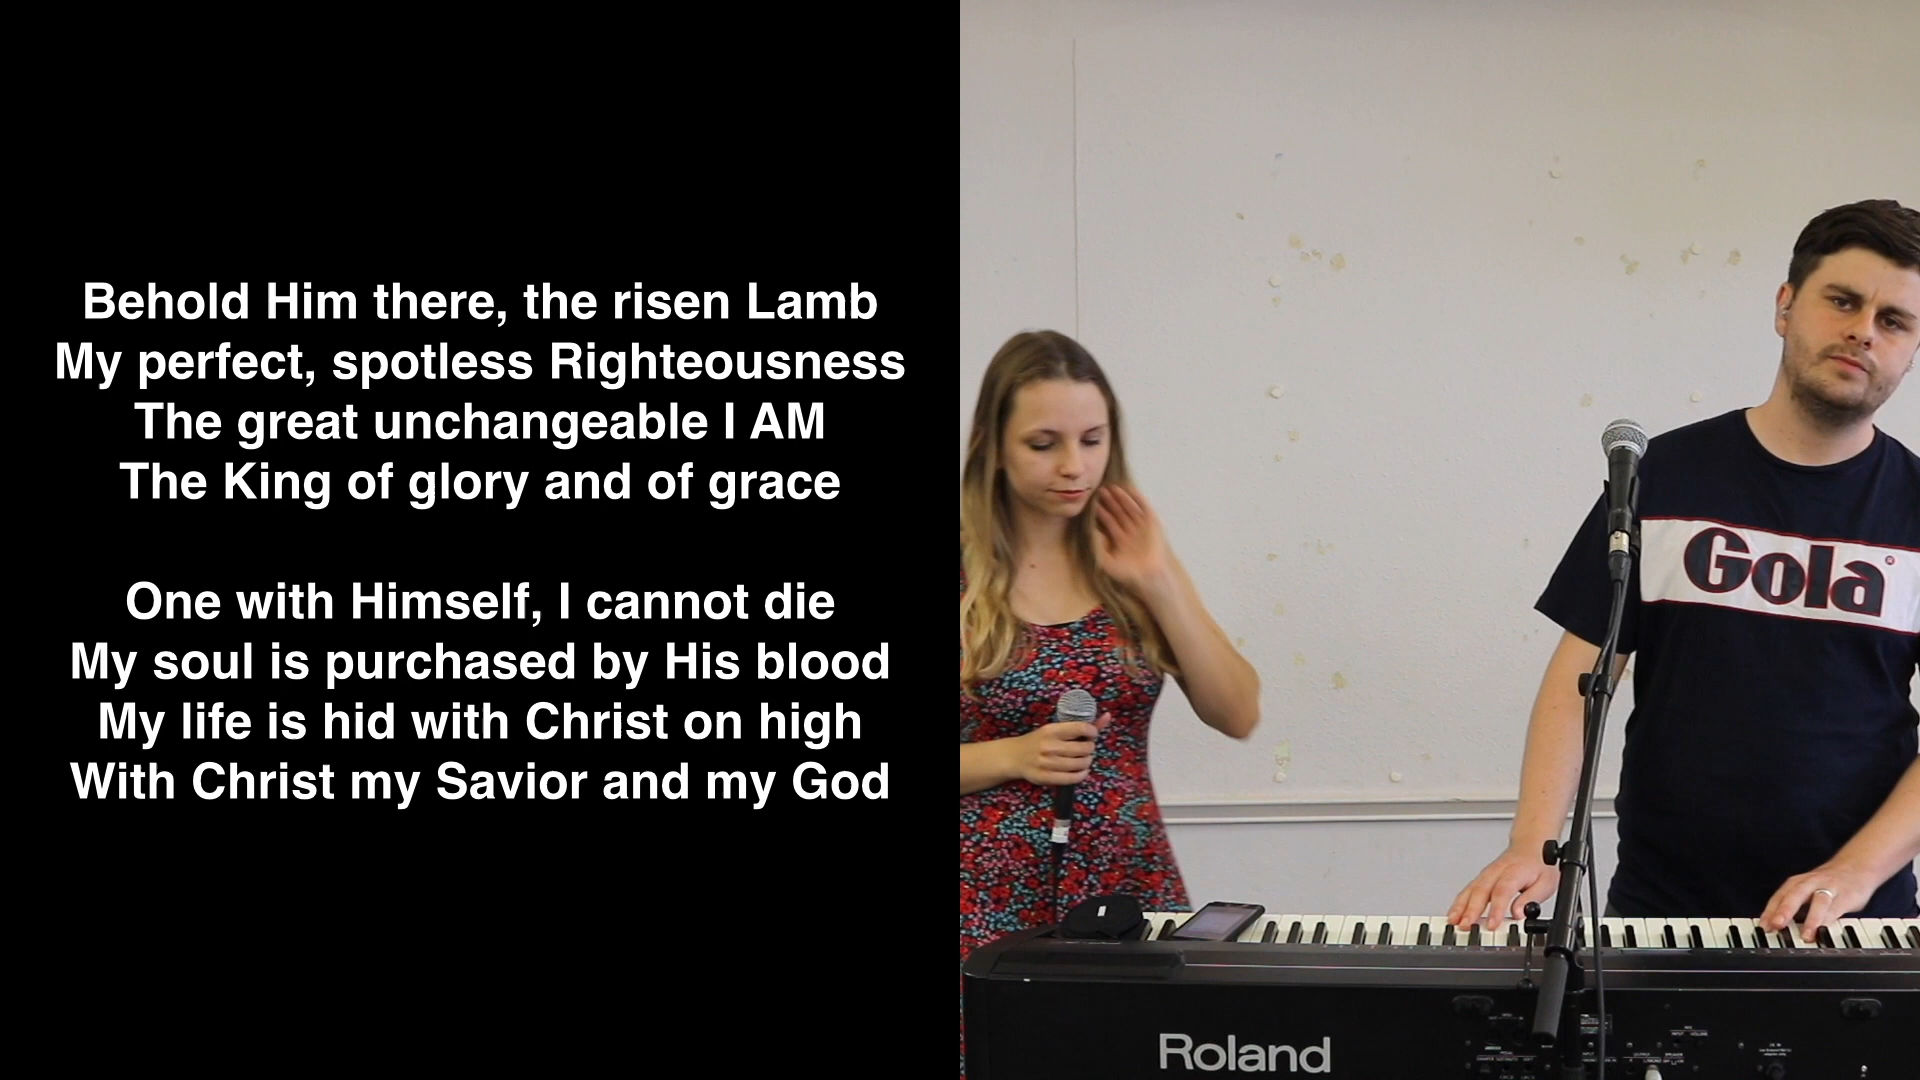 Behold Him there, the risen Lamb
My perfect, spotless Righteousness
The great unchangeable I AM
The King of glory and of grace
One with Himself, I cannot die
My soul is purchased by His blood
My life is hid with Christ on high
With Christ my Savior and my God
Gola®
Roland